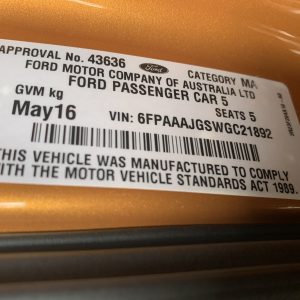 APPROVAL No. 43636 Ford CATEGORY MA
FORD MOTOR COMPANY OF AUSTRALIA LTD
FORD PASSENGER CAR 5
GVM kg SEATS 5
May16 VIN: 6FPAAAJGSWGC21892
THIS VEHICLE WAS MANUFACTURED TO COMPLY
WITH THE MOTOR VEHICLE STANDARDS ACT 1989.